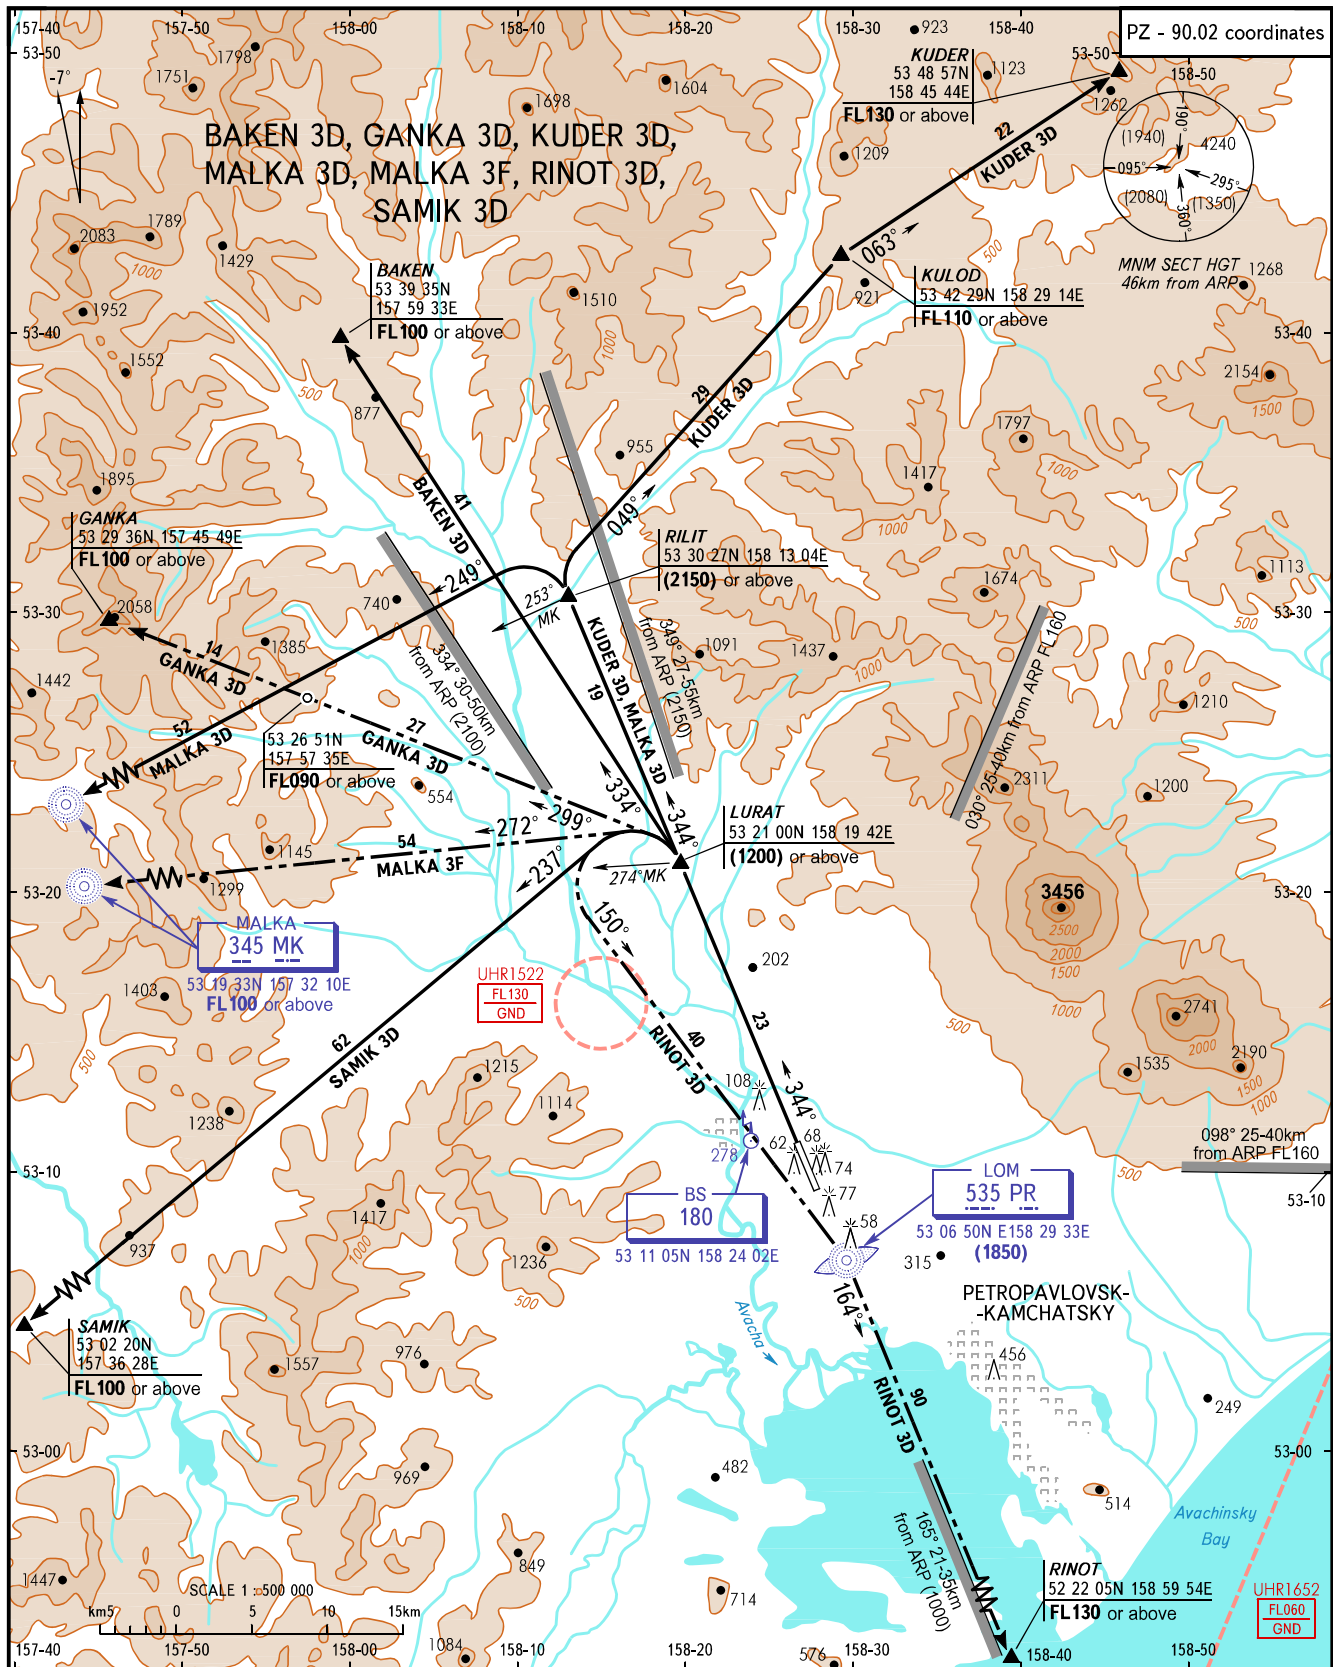 157-40
157-50
158-00
158-10
158-30
158-40
PZ - 90.02 coordinates
53-50
53-50
158-50
-7°
1751
1798
1698
1604
923
1123
1262
1209
KUDER
53 48 57N
158 45 44E
FL130 or above
BAKEN 3D, GANKA 3D, KUDER 3D,
MALKA 3D, MALKA 3F, RINOT 3D,
SAMIK 3D
22
KUDER 3D
190°
(1940)
4240
095°
295°
(2080)
(1350)
360°
MNM SECT HGT
46km from ARP
1268
2083
1789
1000
1429
1952
1552
BAKEN
53 39 35N
157 59 33E
FL100 or above
1510
1000
063°
500
921
KULOD
53 42 29N 158 29 14E
FL110 or above
53-40
53-40
500
877
2154
1500
29
KUDER 3D
955
1797
1000
1417
1000
1895
41
BAKEN 3D
049°
GANKA
53 29 36N 157 45 49E
FL100 or above
RILIT
53 30 27N 158 13 04E
(2150) or above
1113
1674
249°
253°
MK
740
2058
53-30
53-30
500
14
GANKA 3D
1385
1442
KUDER 3D, MALKA 3D
19
349° 27-55km
from ARP (2150)
334° 30-50km
from ARP (2100)
1091
1437
1000
030° 25-40km from ARP FL160
1210
52
MALKA 3D
27
GANKA 3D
53 26 51N
157 57 35E
FL090 or above
554
334°
344°
299°
2311
1200
LURAT
53 21 00N 158 19 42E
(1200) or above
272°
54
MALKA 3F
1145
1299
237°
274°MK
53-20
53-20
3456
2500
2000
1500
1000
150°
MALKA
345 MK
53 19 33N 157 32 10E
FL100 or above
1403
202
UHR1522
FL130
GND
500
2741
2000
2190
1500
1000
1535
500
62
SAMIK 3D
40
RINOT 3D
23
1215
1114
1238
108
344°
62
68
74
77
58
278
098° 25-40km
from ARP FL160
500
53-10
53-10
BS
180
53 11 05N 158 24 02E
LOM
535 PR
53 06 50N E158 29 33E
(1850)
1417
1000
937
1236
500
315
164°
PETROPAVLOVSK-
-KAMCHATSKY
Avacha
SAMIK
53 02 20N
157 36 28E
FL100 or above
1557
976
456
249
90
RINOT 3D
53-00
53-00
969
482
514
Avachinsky
Bay
165° 21-35km
from ARP (1000)
849
1447
714
RINOT
52 22 05N 158 59 54E
FL130 or above
UHR1652
FL060
GND
SCALE 1 : 500 000
km5 0 5 10 15km
1084
576
157-40
157-50
158-00
158-10
158-20
158-30
158-40
158-50